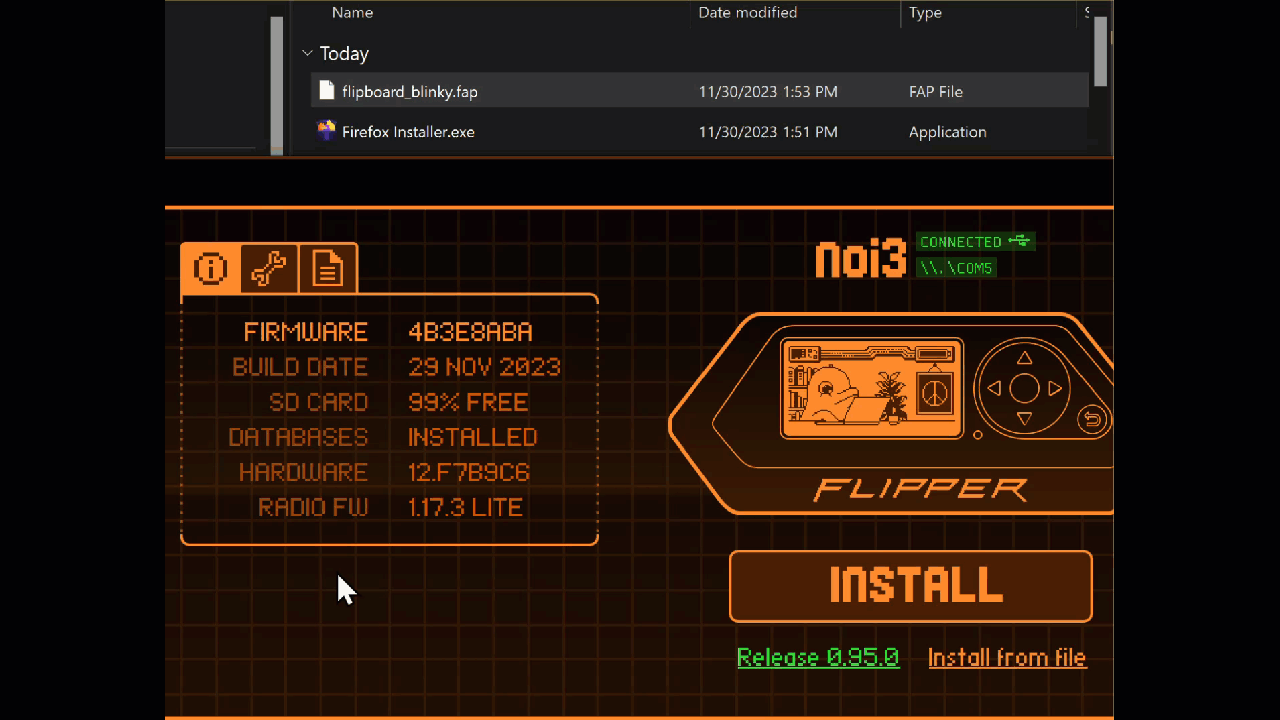 Name Date modified Type
Today
flipboard_blinky.fap 11/30/2023 1:53 PM FAP File
Firefox Installer.exe 11/30/2023 1:51 PM Application
noi3
CONNECTED
\\.\COM5
FIRMWARE 4B3E8ABA
BUILD DATE 29 NOV 2023
SD CARD 99% FREE
DATABASES INSTALLED
HARDWARE 12.F7B9C6
RADIO FW 1.17.3 LITE
FLIPPER
INSTALL
Release 0.95.0 Install from file